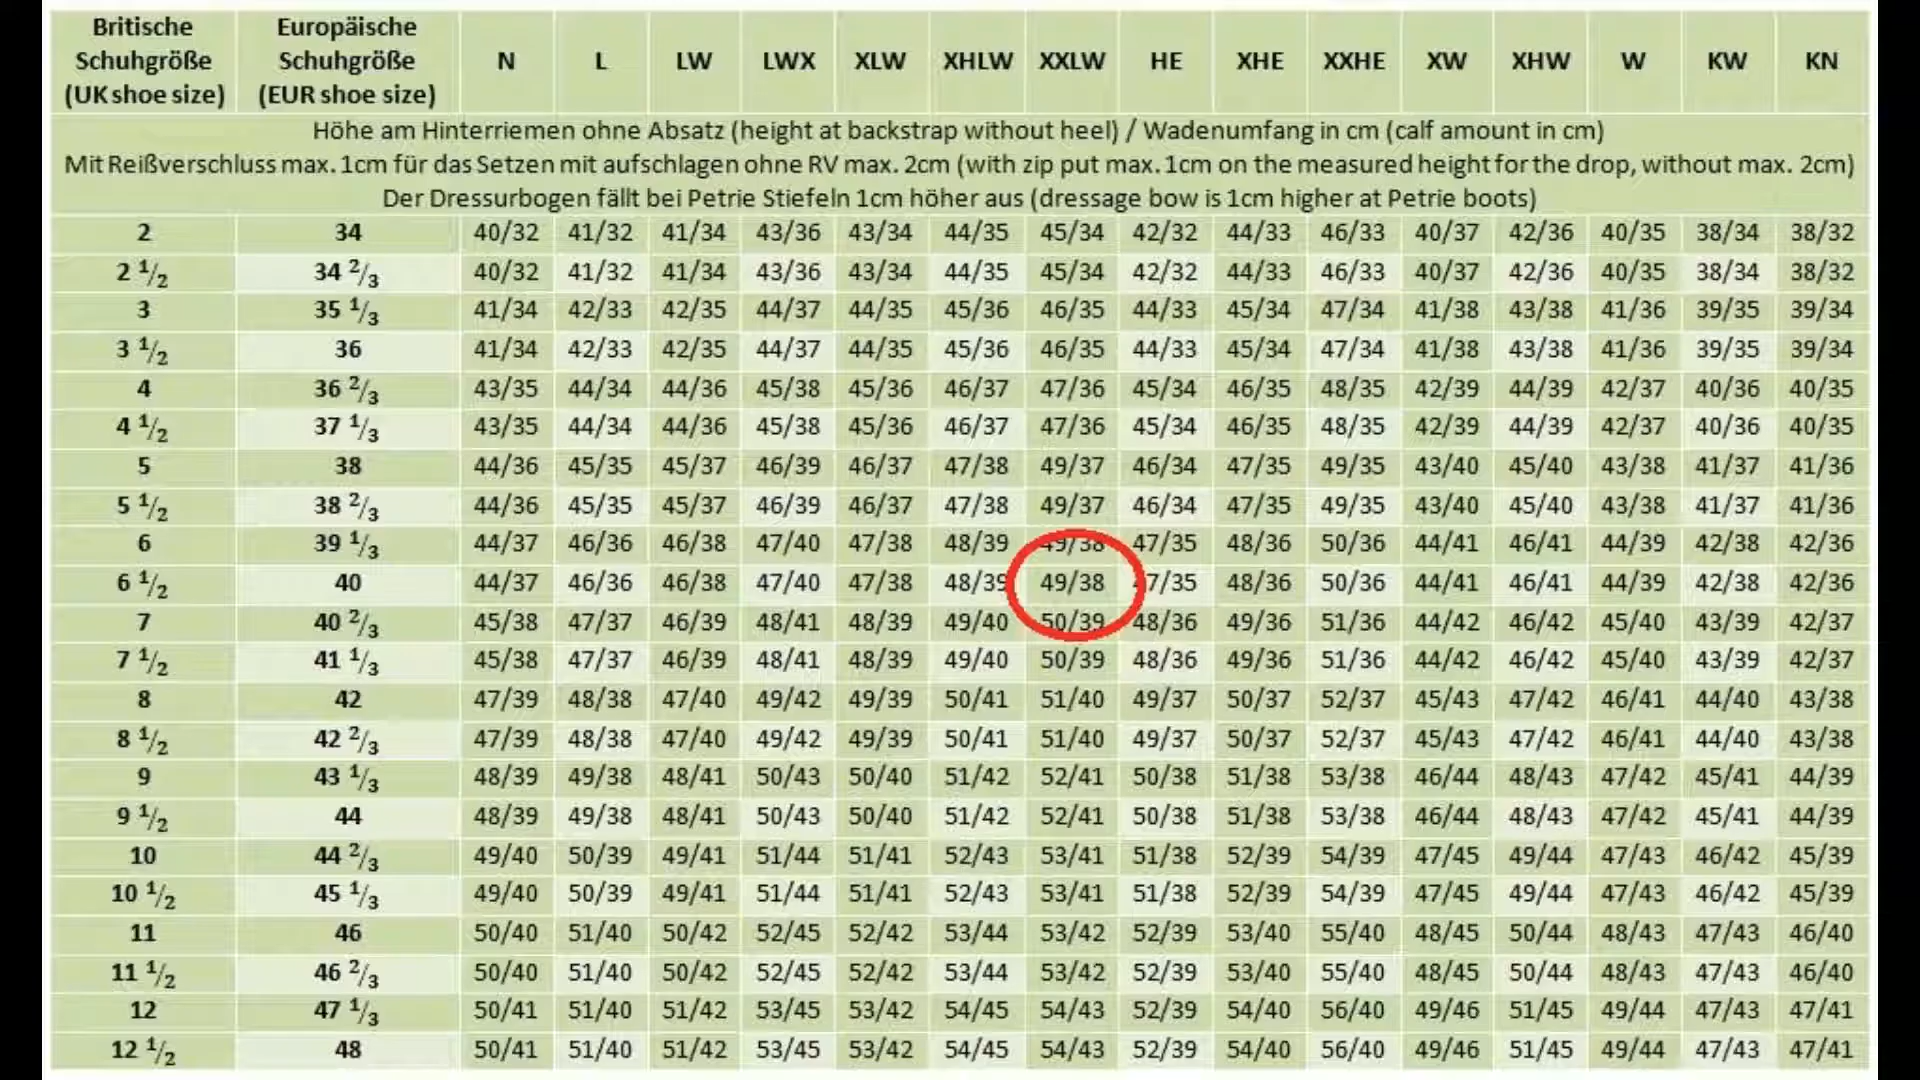 Britische Schuhgröße (UK shoe size) Europäische Schuhgröße (EUR shoe size) N L LW LWX XLW XHLW XXLW HE XHE XXHE XW XHW W KW KN
Höhe am Hinterriemen ohne Absatz (height at backstrap without heel) / Wadenumfang in cm (calf amount in cm)
Mit Reißverschluss max. 1cm für das Setzen mit aufschlagen ohne RV max. 2cm (with zip put max. 1cm on the measured height for the drop, without max. 2cm)
Der Dressurbogen fällt bei Petrie Stiefeln 1cm höher aus (dressage bow is 1cm higher at Petrie boots)
2 34 40/32 41/32 41/34 43/36 43/34 44/35 45/34 42/32 44/33 46/33 40/37 42/36 40/35 38/34 38/32
2 1/2 34 2/3 40/32 41/32 41/34 43/36 43/34 44/35 45/34 42/32 44/33 46/33 40/37 42/36 40/35 38/34 38/32
3 35 1/3 41/34 42/33 42/35 44/37 44/35 45/36 46/35 44/33 45/34 47/34 41/38 43/38 41/36 39/35 39/34
3 1/2 36 41/34 42/33 42/35 44/37 44/35 45/36 46/35 44/33 45/34 47/34 41/38 43/38 41/36 39/35 39/34
4 36 2/3 43/35 44/34 44/36 45/38 45/36 46/37 47/36 45/34 46/35 48/35 42/39 44/39 42/37 40/36 40/35
4 1/2 37 1/3 43/35 44/34 44/36 45/38 45/36 46/37 47/36 45/34 46/35 48/35 42/39 44/39 42/37 40/36 40/35
5 38 44/36 45/35 45/37 46/39 46/37 47/38 49/37 46/34 47/35 49/35 43/40 45/40 43/38 41/37 41/36
5 1/2 38 2/3 44/36 45/35 45/37 46/39 46/37 47/38 49/37 46/34 47/35 49/35 43/40 45/40 43/38 41/37 41/36
6 39 1/3 44/37 46/36 46/38 47/40 47/38 48/39 49/38 47/35 48/36 50/36 44/41 46/41 44/39 42/38 42/36
6 1/2 40 44/37 46/36 46/38 47/40 47/38 48/39 49/38 47/35 48/36 50/36 44/41 46/41 44/39 42/38 42/36
7 40 2/3 45/38 47/37 46/39 48/41 48/39 49/40 50/39 48/36 49/36 51/36 44/42 46/42 45/40 43/39 42/37
7 1/2 41 1/3 45/38 47/37 46/39 48/41 48/39 49/40 50/39 48/36 49/36 51/36 44/42 46/42 45/40 43/39 42/37
8 42 47/39 48/38 47/40 49/42 49/39 50/41 51/40 49/37 50/37 52/37 45/43 47/42 46/41 44/40 43/38
8 1/2 42 2/3 47/39 48/38 47/40 49/42 49/39 50/41 51/40 49/37 50/37 52/37 45/43 47/42 46/41 44/40 43/38
9 43 1/3 48/39 49/38 48/41 50/43 50/40 51/42 52/41 50/38 51/38 53/38 46/44 48/43 47/42 45/41 44/39
9 1/2 44 48/39 49/38 48/41 50/43 50/40 51/42 52/41 50/38 51/38 53/38 46/44 48/43 47/42 45/41 44/39
10 44 2/3 49/40 50/39 49/41 51/44 51/41 52/43 53/41 51/38 52/39 54/39 47/45 49/44 47/43 46/42 45/39
10 1/2 45 1/3 49/40 50/39 49/41 51/44 51/41 52/43 53/41 51/38 52/39 54/39 47/45 49/44 47/43 46/42 45/39
11 46 50/40 51/40 50/42 52/45 52/42 53/44 53/42 52/39 53/40 55/40 48/45 50/44 48/43 47/43 46/40
11 1/2 46 2/3 50/40 51/40 50/42 52/45 52/42 53/44 53/42 52/39 53/40 55/40 48/45 50/44 48/43 47/43 46/40
12 47 1/3 50/41 51/40 51/42 53/45 53/42 54/45 54/43 52/39 54/40 56/40 49/46 51/45 49/44 47/43 47/41
12 1/2 48 50/41 51/40 51/42 53/45 53/42 54/45 54/43 52/39 54/40 56/40 49/46 51/45 49/44 47/43 47/41